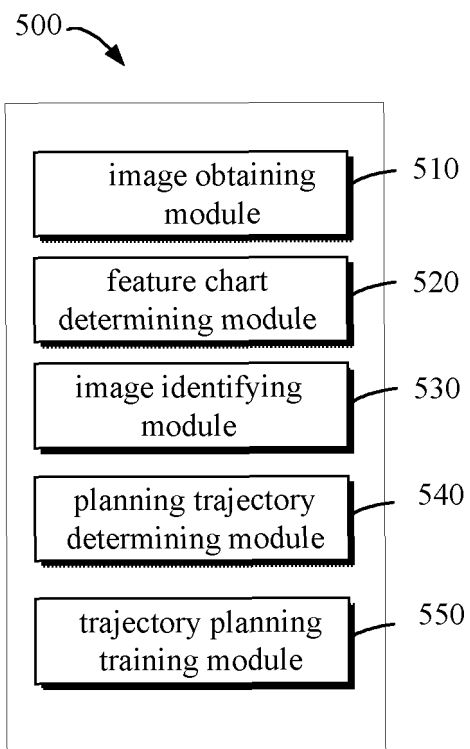 500
image obtaining
module
510
feature chart
determining module
520
image identifying
module
530
planning trajectory
determining module
540
trajectory planning
training module
550